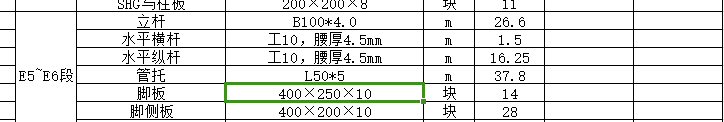 SHG与柱板 200×200×8 块 11
立杆 B100*4.0 m 26.6
水平横杆 工10，腰厚4.5mm m 1.5
水平纵杆 工10，腰厚4.5mm m 16.25
E5~E6段 管托 L50*5 m 37.8
脚板 400×250×10 块 14
脚侧板 400×200×10 块 28